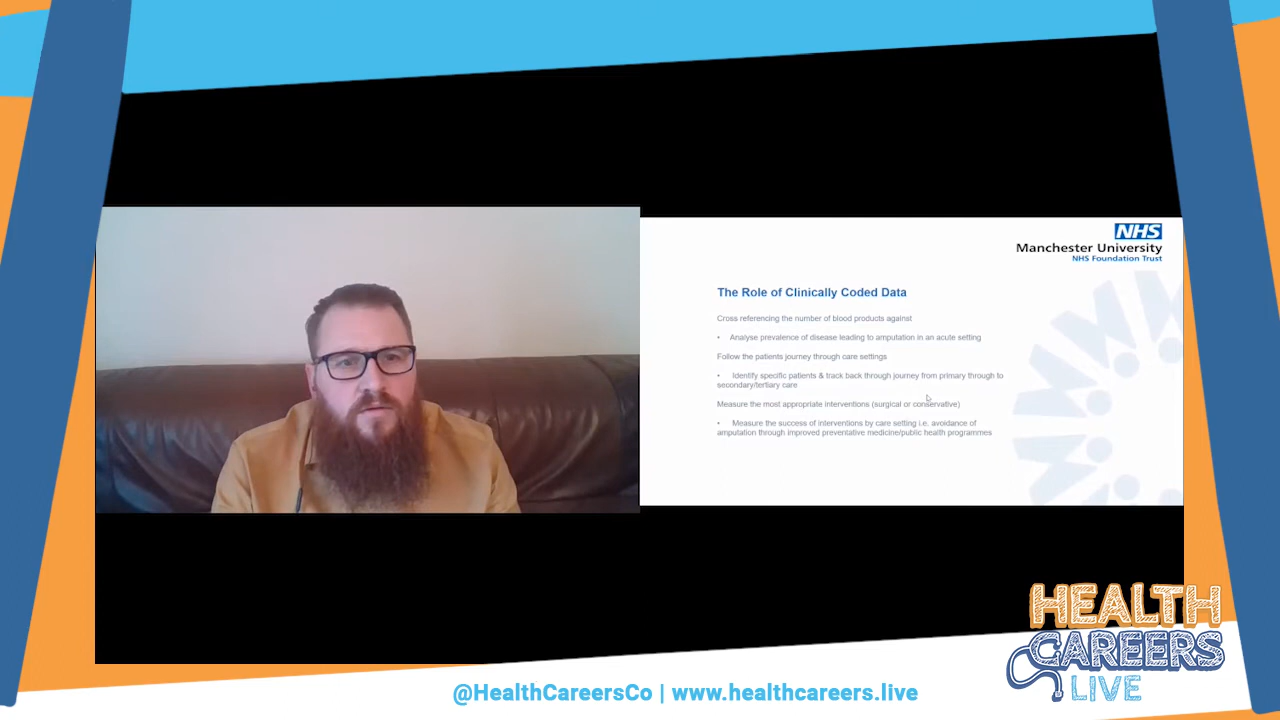 NHS
Manchester University
NHS Foundation Trust
The Role of Clinically Coded Data
Cross referencing the number of blood products against
• Analyse prevalence of disease leading to amputation in an acute setting
Follow the patients journey through care settings
• Identify specific patients & track back through journey from primary through to
secondary/tertiary care
Measure the most appropriate interventions (surgical or conservative)
• Measure the success of interventions by care setting i.e. avoidance of
amputation through improved preventative medicine/public health programmes
HEALTH
CAREERS
LIVE
@HealthCareersCo | www.healthcareers.live